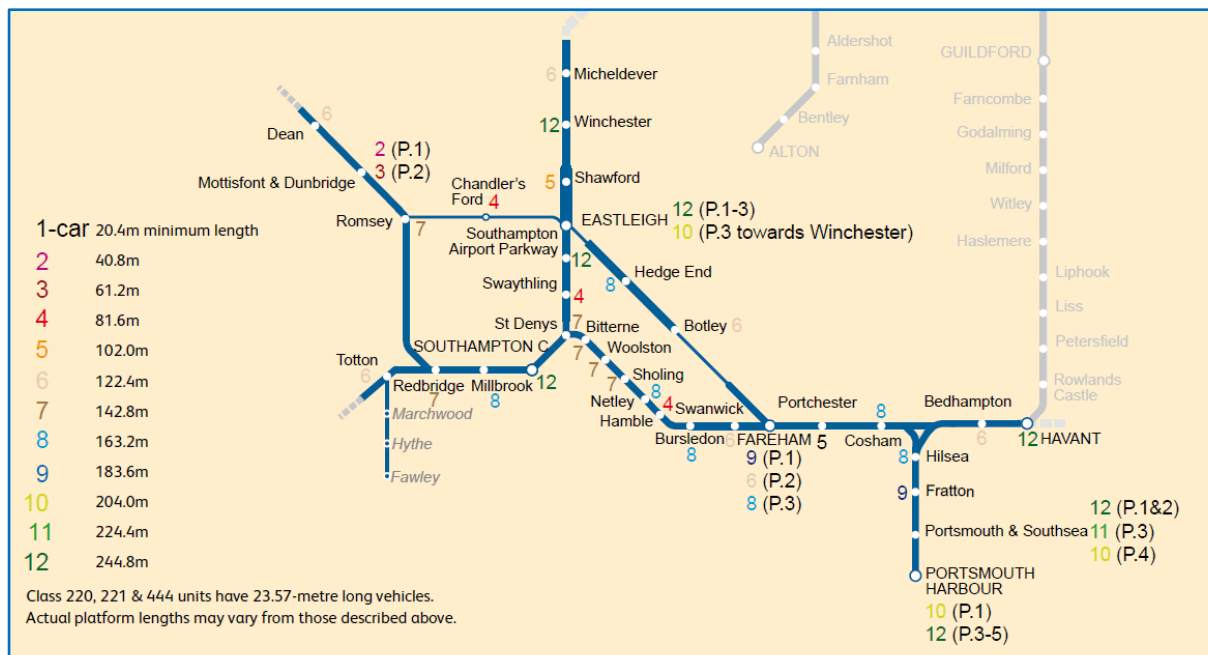 Aldershot
GUILDFORD
6
Micheldever
Farnham
6
Farncombe
Dean
12
Winchester
Bentley
Godalming
2 (P.1)
ALTON
3 (P.2)
Milford
Mottisfont & Dunbridge
Chandler's
Ford
4
5
Shawford
Witley
Romsey
7
EASTLEIGH
12 (P.1-3)
10 (P.3 towards Winchester)
1-car 20.4m minimum length
Southampton
Airport Parkway
12
Haslemere
2 40.8m
Hedge End
8
Liphook
3 61.2m
Swaythling
4
Liss
4 81.6m
St Denys
7
Bitterne
7
Botley
6
Petersfield
5 102.0m
SOUTHAMPTON C
Woolston
7
Totton
6
Sholing
7
Rowlands
Castle
6 122.4m
Redbridge
7
Millbrook
8
12
8
Netley
7 142.8m
Marchwood
4
Hamble
Swanwick
Portchester
8
Bedhampton
8 163.2m
Hythe
Bursledon
8
6
FAREHAM
5
Cosham
6
12
HAVANT
9 183.6m
Fawley
9 (P.1)
6 (P.2)
8 (P.3)
8
Hilsea
9
Fratton
10 204.0m
11 224.4m
12 244.8m
Portsmouth & Southsea
12 (P.1&2)
11 (P.3)
10 (P.4)
PORTSMOUTH
HARBOUR
10 (P.1)
12 (P.3-5)
Class 220, 221 & 444 units have 23.57-metre long vehicles.
Actual platform lengths may vary from those described above.